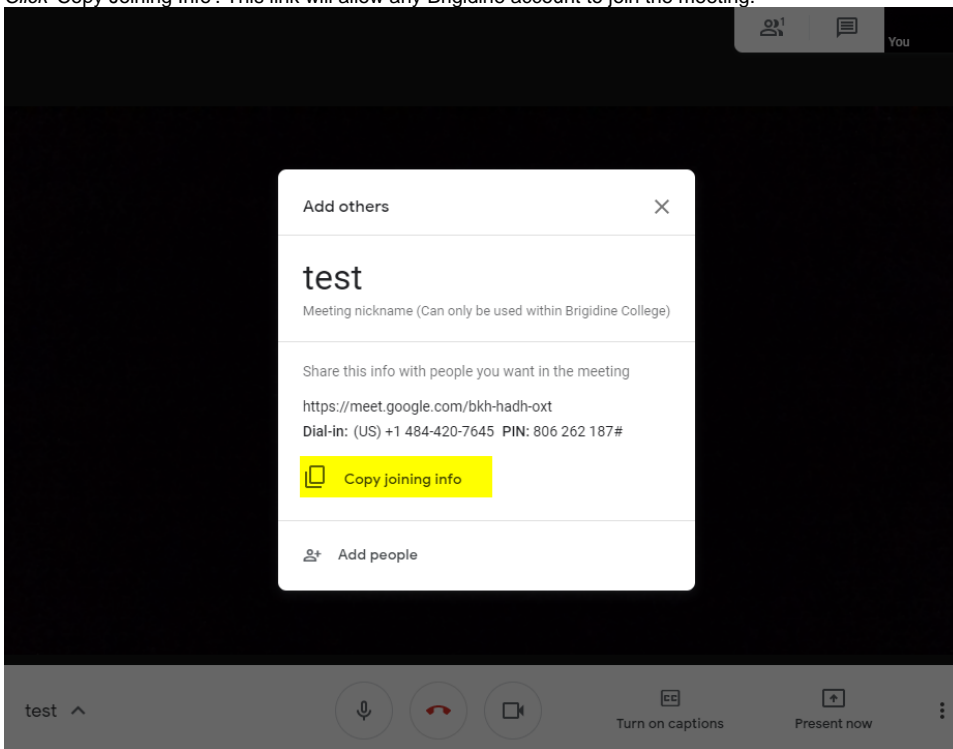 Click 'Copy Joining Info'. This link will allow any Brigidine account to join the meeting.
1
You
Add others
test
Meeting nickname (Can only be used within Brigidine College)
Share this info with people you want in the meeting
https://meet.google.com/bkh-hadh-oxt
Dial-in: (US) +1 484-420-7645 PIN: 806 262 187#
Copy joining info
Add people
test
CC
Turn on captions
Present now